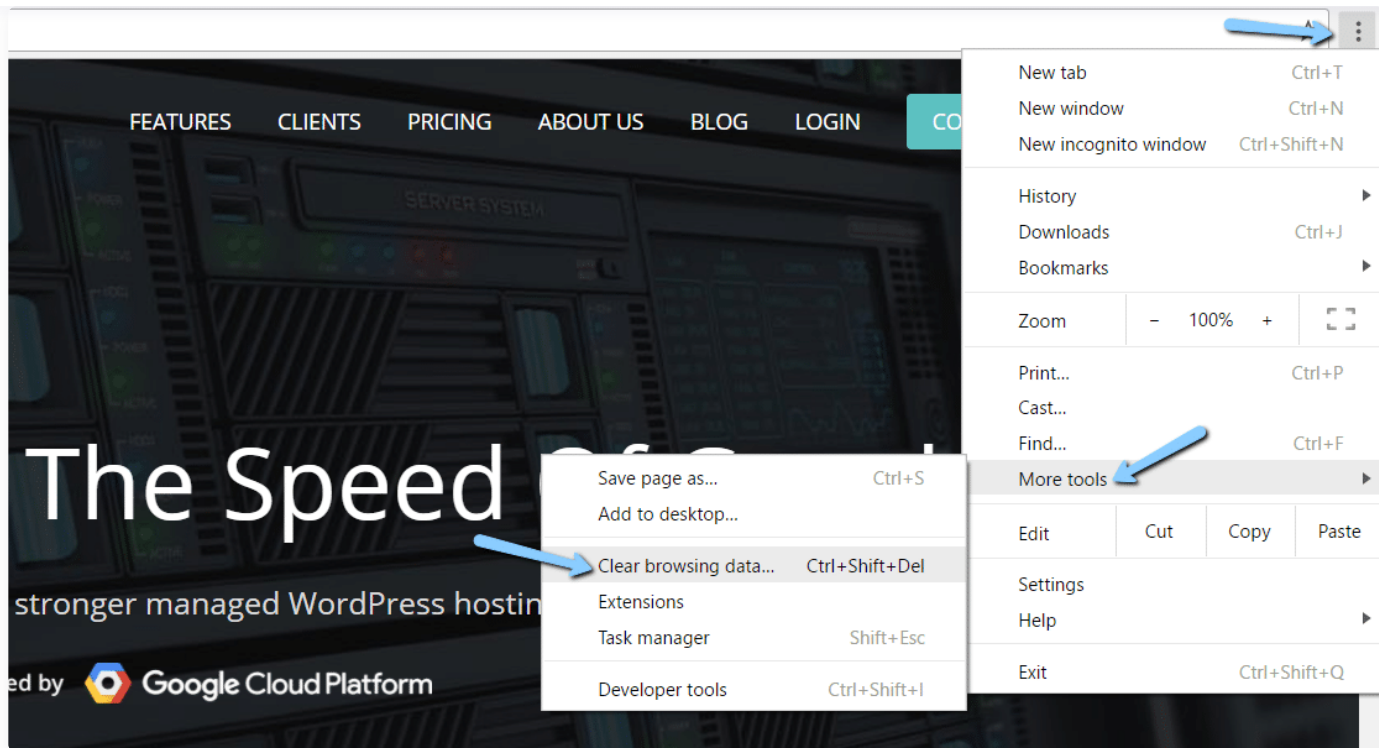 FEATURES CLIENTS PRICING ABOUT US BLOG LOGIN CO
SERVER SYSTEM
The Speed
stronger managed WordPress hostin
ed by Google Cloud Platform
New tab Ctrl+T
New window Ctrl+N
New incognito window Ctrl+Shift+N
History
Downloads Ctrl+J
Bookmarks
Zoom − 100% +
Print... Ctrl+P
Cast...
Find... Ctrl+F
More tools
Edit Cut Copy Paste
Settings
Help
Exit Ctrl+Shift+Q
Save page as... Ctrl+S
Add to desktop...
Clear browsing data... Ctrl+Shift+Del
Extensions
Task manager Shift+Esc
Developer tools Ctrl+Shift+I